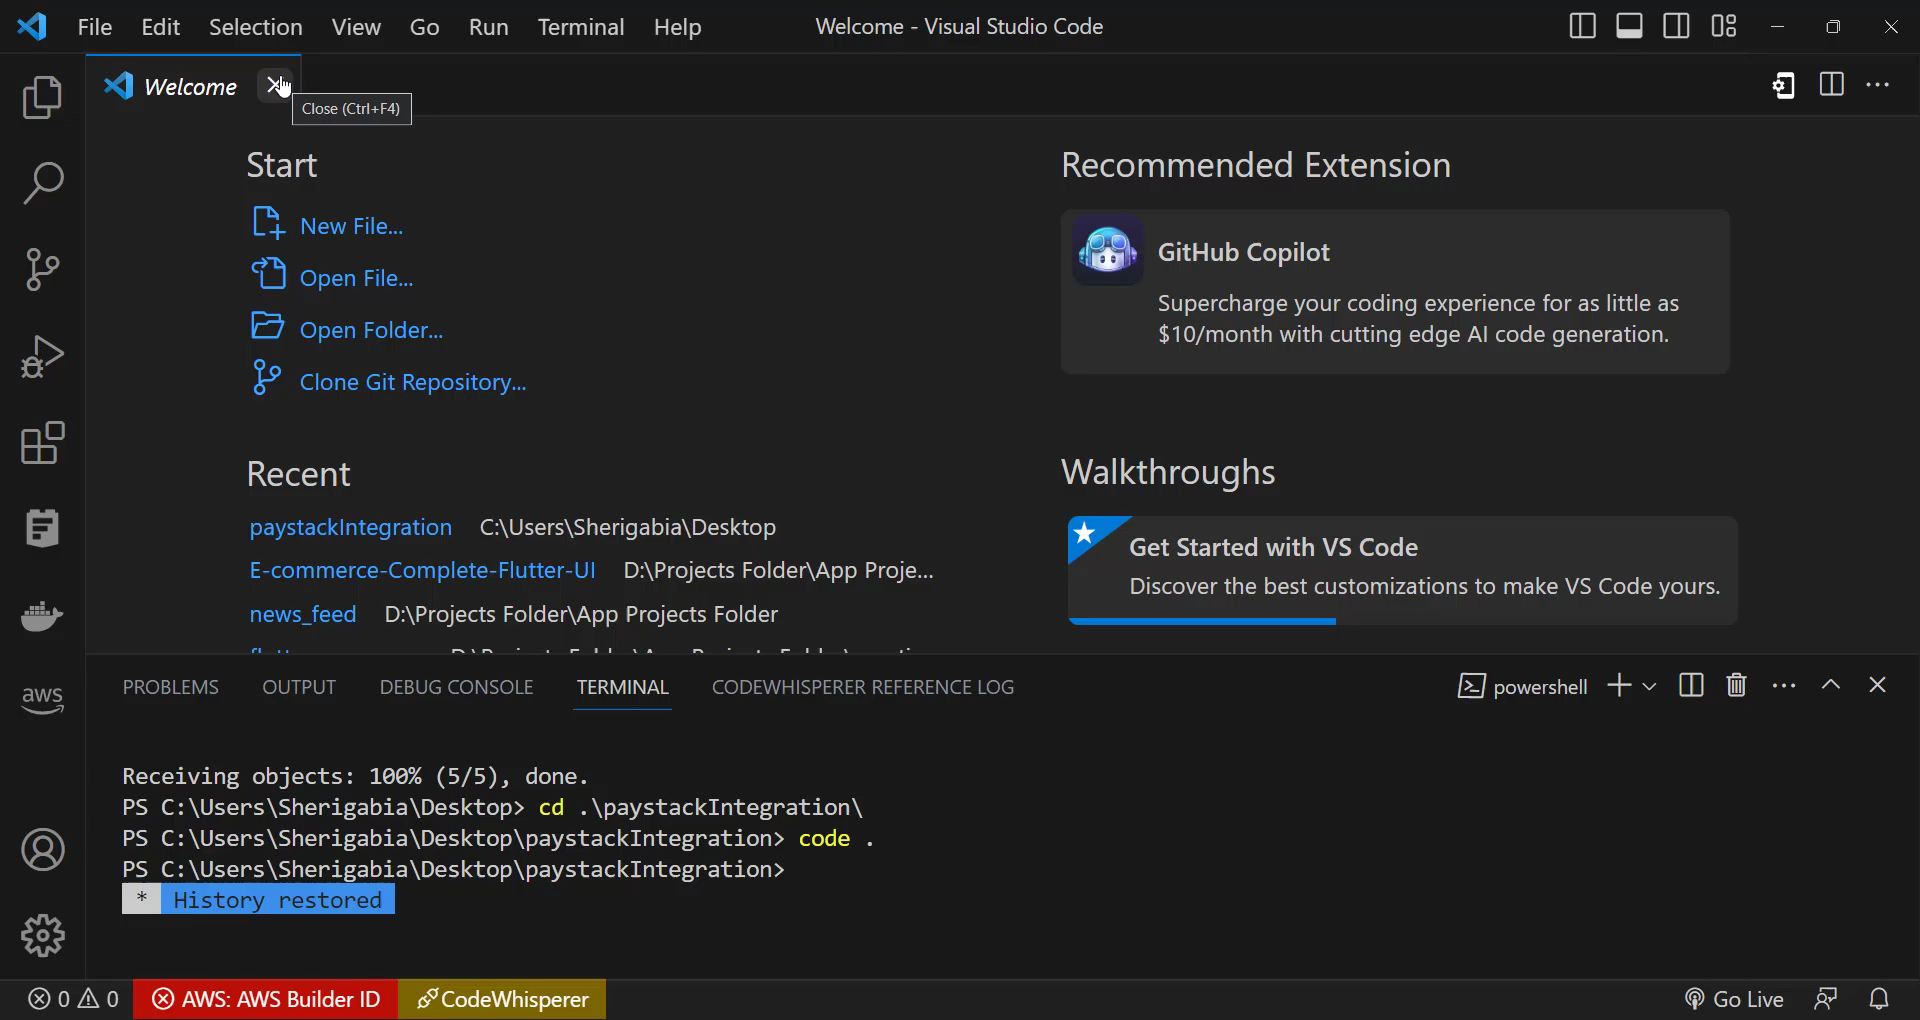 File Edit Selection View Go Run Terminal Help Welcome - Visual Studio Code
Welcome
Close (Ctrl+F4)
Start
New File...
Open File...
Open Folder...
Clone Git Repository...
Recent
paystackIntegration C:\Users\Sherigabia\Desktop
E-commerce-Complete-Flutter-UI D:\Projects Folder\App Proje...
news_feed D:\Projects Folder\App Projects Folder
Recommended Extension
GitHub Copilot
Supercharge your coding experience for as little as
$10/month with cutting edge AI code generation.
Walkthroughs
Get Started with VS Code
Discover the best customizations to make VS Code yours.
aws
PROBLEMS OUTPUT DEBUG CONSOLE TERMINAL CODEWHISPERER REFERENCE LOG powershell
Receiving objects: 100% (5/5), done.
PS C:\Users\Sherigabia\Desktop> cd .\paystackIntegration\
PS C:\Users\Sherigabia\Desktop\paystackIntegration> code .
PS C:\Users\Sherigabia\Desktop\paystackIntegration>
* History restored
0 0 AWS: AWS Builder ID CodeWhisperer Go Live